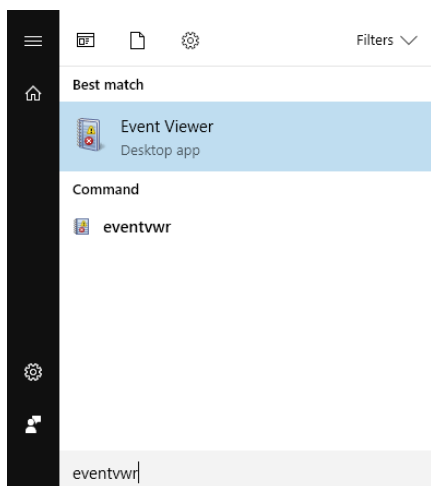 Filters
Best match
Event Viewer
Desktop app
Command
eventvwr
eventvwr